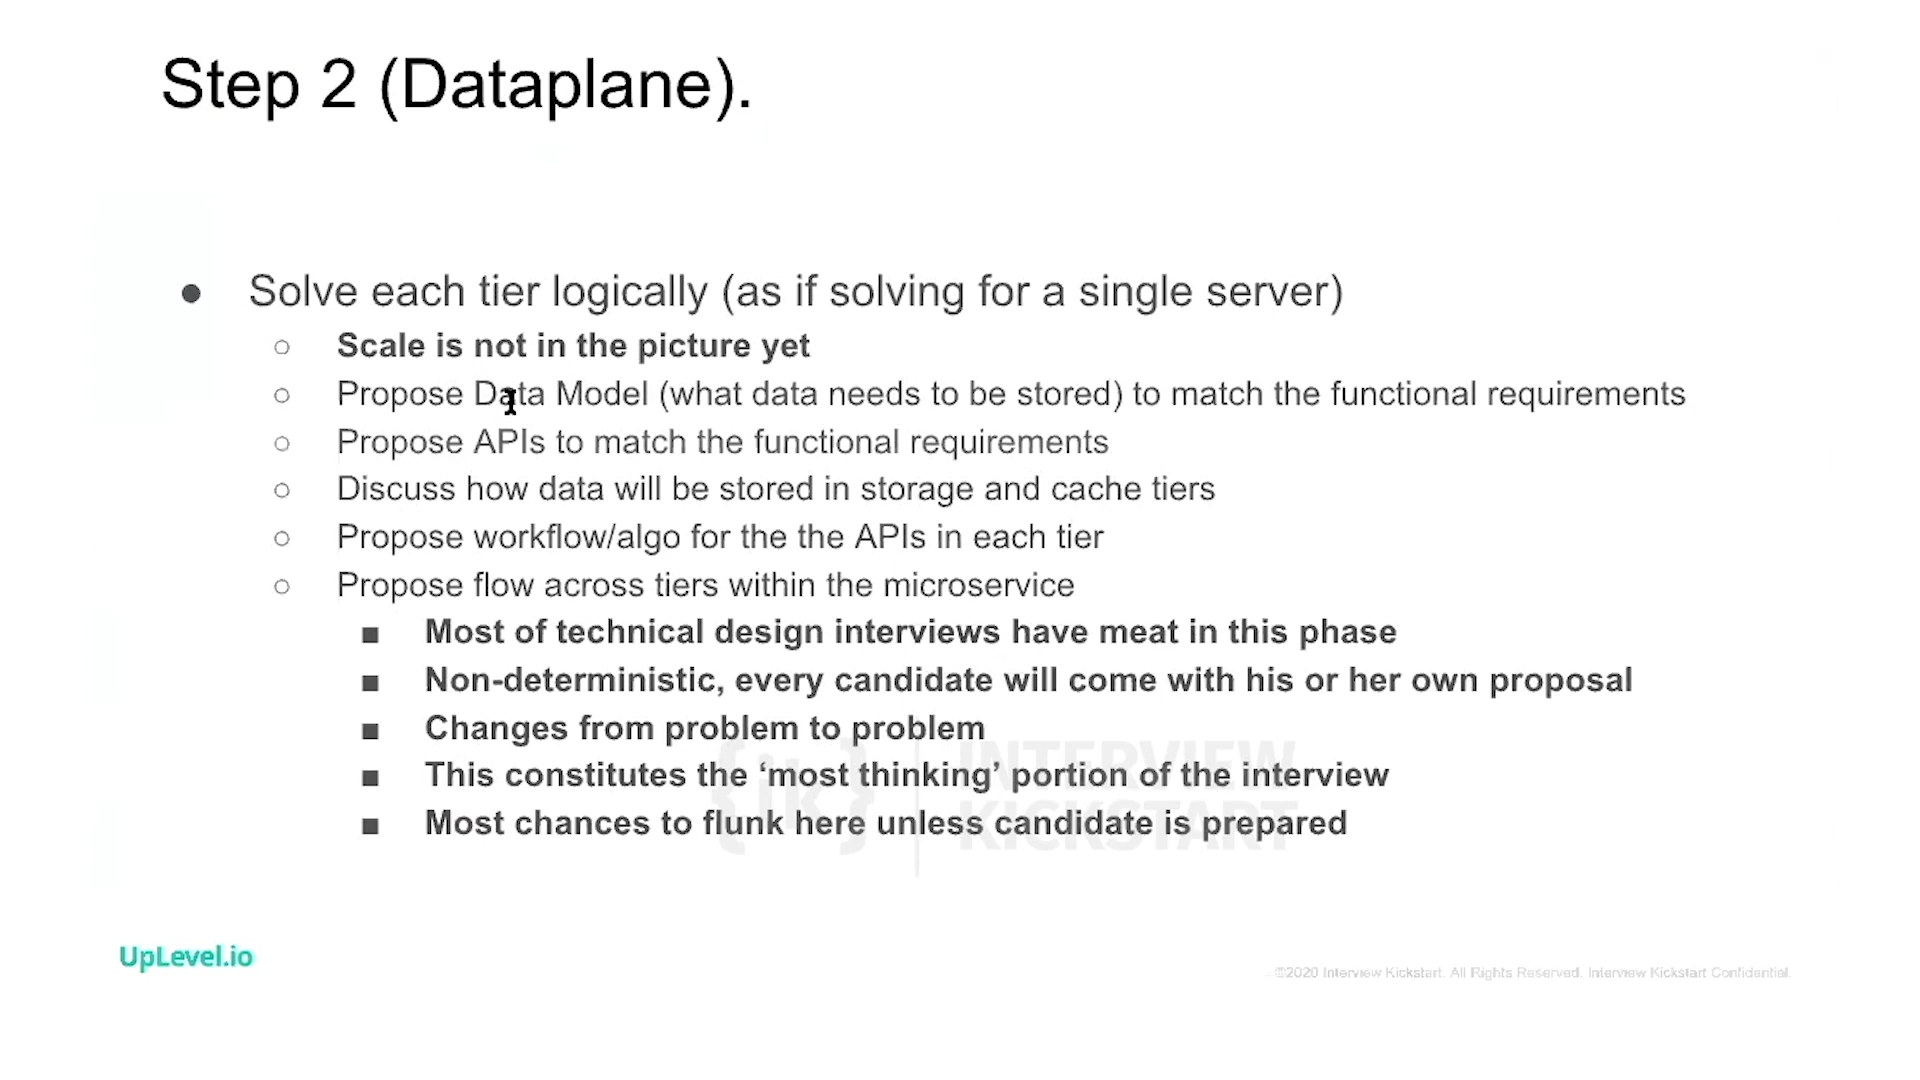 Step 2 (Dataplane).
● Solve each tier logically (as if solving for a single server)
○ Scale is not in the picture yet
○ Propose Data Model (what data needs to be stored) to match the functional requirements
○ Propose APIs to match the functional requirements
○ Discuss how data will be stored in storage and cache tiers
○ Propose workflow/algo for the the APIs in each tier
○ Propose flow across tiers within the microservice
■ Most of technical design interviews have meat in this phase
■ Non-deterministic, every candidate will come with his or her own proposal
■ Changes from problem to problem
■ This constitutes the ‘most thinking’ portion of the interview
■ Most chances to flunk here unless candidate is prepared
{ik} INTERVIEW
KICKSTART
UpLevel.io
©2020 Interview Kickstart. All Rights Reserved. Interview Kickstart Confidential.